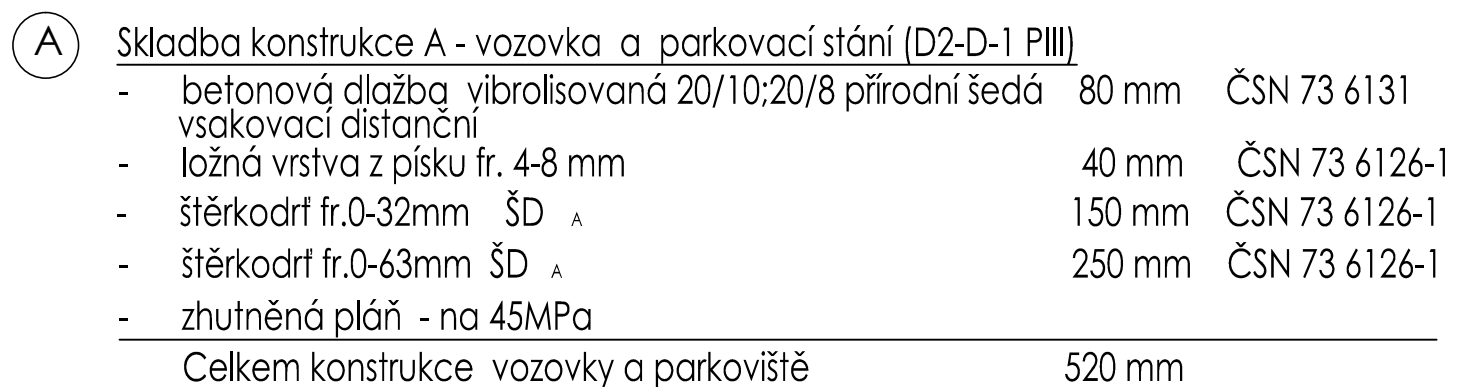 A Skladba konstrukce A - vozovka a parkovací stání (D2-D-1 PIII)
- betonová dlažba vibrolisovaná 20/10;20/8 přírodní šedá 80 mm ČSN 73 6131
vsakovací distanční
- ložná vrstva z písku fr. 4-8 mm 40 mm ČSN 73 6126-1
- štěrkodrť fr.0-32mm ŠD A 150 mm ČSN 73 6126-1
- štěrkodrť fr.0-63mm ŠD A 250 mm ČSN 73 6126-1
- zhutněná pláň - na 45MPa
Celkem konstrukce vozovky a parkoviště 520 mm